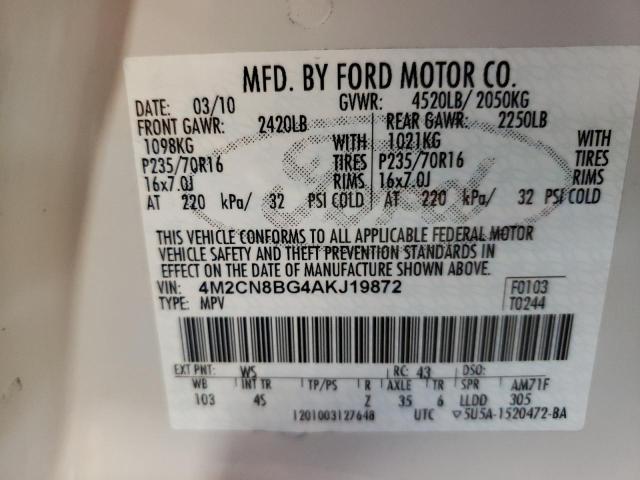 MFD. BY FORD MOTOR CO.
DATE: 03/10 GVWR: 4520LB/ 2050KG
FRONT GAWR: 2420LB REAR GAWR: 2250LB
1098KG WITH 1021KG WITH
P235/70R16 TIRES P235/70R16 TIRES
16x7.0J RIMS 16x7.0J RIMS
AT 220 kPa/ 32 PSI COLD AT 220 kPa/ 32 PSI COLD
Ford
THIS VEHICLE CONFORMS TO ALL APPLICABLE FEDERAL MOTOR
VEHICLE SAFETY AND THEFT PREVENTION STANDARDS IN
EFFECT ON THE DATE OF MANUFACTURE SHOWN ABOVE.
VIN: 4M2CN8BG4AKJ19872 F0103
TYPE: MPV T0244
EXT PNT: WS RC: 43 DSO:
WB INT TR TP/PS R AXLE TR SPR AM71F
103 4S Z 35 6 LLDD 305
1201003127648 UTC ▽5U5A-1520472-BA